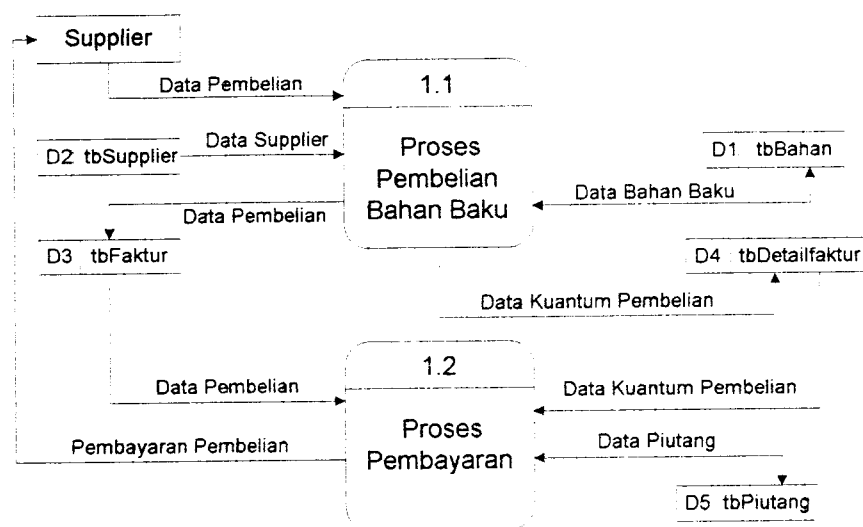 Supplier
Data Pembelian
1.1
D2 tbSupplier
Data Supplier
Proses
Pembelian
Bahan Baku
D1 tbBahan
Data Bahan Baku
Data Pembelian
D3 tbFaktur
D4 tbDetailfaktur
Data Kuantum Pembelian
1.2
Data Pembelian
Data Kuantum Pembelian
Proses
Pembayaran
Pembayaran Pembelian
Data Piutang
D5 tbPiutang